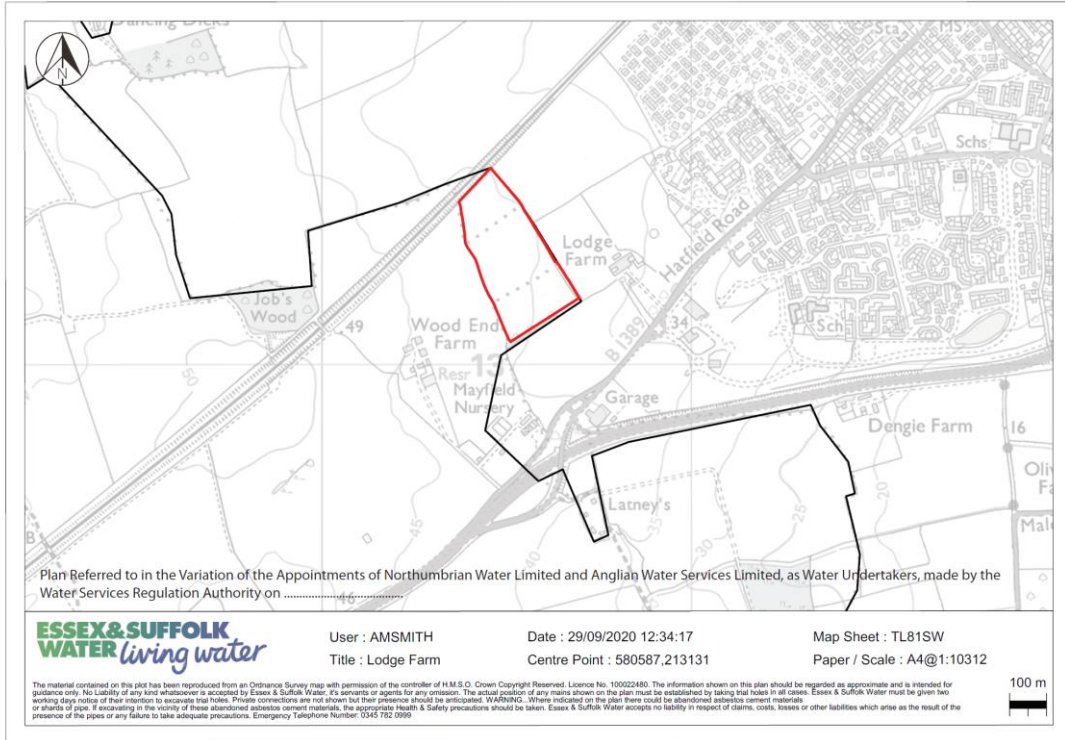 Dancing Dicks
N
Sta
MS
Schs
Lodge
Farm
Hatfield Road
Job's
Wood
49
Wood End
Farm
Resr
13
Mayfield
Nursery
B 1389
34
Sch
50
Garage
Dengie Farm
16
Latney's
45
40
35
30
25
20
B
46
Plan Referred to in the Variation of the Appointments of Northumbrian Water Limited and Anglian Water Services Limited, as Water Undertakers, made by the
Water Services Regulation Authority on ....................................
ESSEX&SUFFOLK
WATER living water
User : AMSMITH
Date : 29/09/2020 12:34:17
Map Sheet : TL81SW
Title : Lodge Farm
Centre Point : 580587,213131
Paper / Scale : A4@1:10312
The material contained on this plot has been reproduced from an Ordnance Survey map with permission of the controller of H.M.S.O. Crown Copyright Reserved. Licence No. 100022480. The information shown on this plan should be regarded as approximate and is intended for
guidance only. No Liability of any kind whatsoever is accepted by Essex & Suffolk Water, it's servants or agents for any omission. The actual position of any mains shown on the plan must be established by taking trial holes in all cases. Essex & Suffolk Water must be given two
working days notice of their intention to excavate trial holes. Private connections are not shown but their presence should be anticipated. WARNING...Where indicated on the plan there could be abandoned asbestos cement materials
or shards of pipe. If excavating in the vicinity of these abandoned asbestos cement materials, the appropriate Health & Safety precautions should be taken. Essex & Suffolk Water accepts no liability in respect of claims, costs, losses or other liabilities which arise as the result of the
presence of the pipes or any failure to take adequate precautions. Emergency Telephone Number: 0345 782 0999
100 m